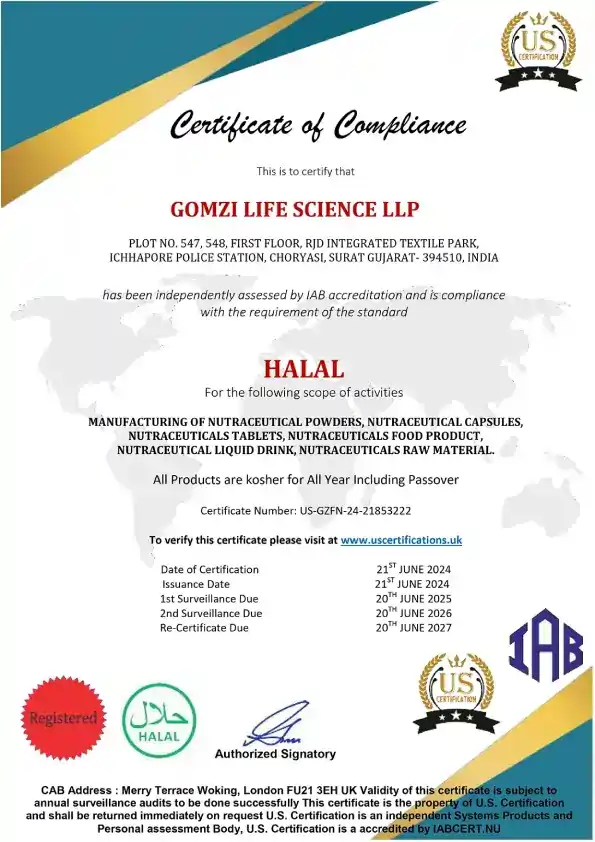 US
CERTIFICATION
Certificate of Compliance
This is to certify that
GOMZI LIFE SCIENCE LLP
PLOT NO. 547, 548, FIRST FLOOR, RJD INTEGRATED TEXTILE PARK,
ICHHAPORE POLICE STATION, CHORYASI, SURAT GUJARAT- 394510, INDIA
has been independently assessed by IAB accreditation and is compliance
with the requirement of the standard
HALAL
For the following scope of activities
MANUFACTURING OF NUTRACEUTICAL POWDERS, NUTRACEUTICAL CAPSULES,
NUTRACEUTICALS TABLETS, NUTRACEUTICALS FOOD PRODUCT,
NUTRACEUTICAL LIQUID DRINK, NUTRACEUTICALS RAW MATERIAL.
All Products are kosher for All Year Including Passover
Certificate Number: US-GZFN-24-21853222
To verify this certificate please visit at www.uscertifications.uk
Date of Certification 21ST JUNE 2024
Issuance Date 21ST JUNE 2024
1st Surveillance Due 20TH JUNE 2025
2nd Surveillance Due 20TH JUNE 2026
Re-Certificate Due 20TH JUNE 2027
IAB
US
CERTIFICATION
Registered
حلال
HALAL
Authorized Signatory
CAB Address : Merry Terrace Woking, London FU21 3EH UK Validity of this certificate is subject to
annual surveillance audits to be done successfully This certificate is the property of U.S. Certification
and shall be returned immediately on request U.S. Certification is an independent Systems Products and
Personal assessment Body, U.S. Certification is a accredited by IABCERT.NU